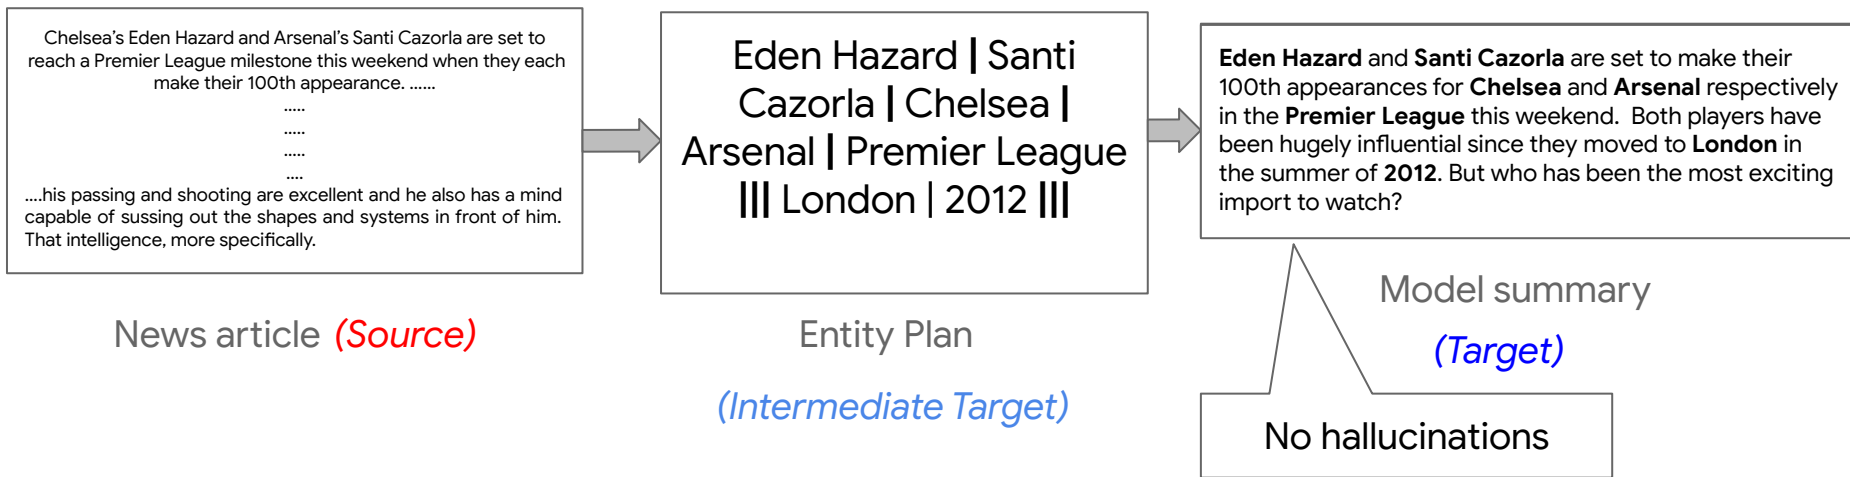 Chelsea's Eden Hazard and Arsenal's Santi Cazorla are set to
reach a Premier League milestone this weekend when they each
make their 100th appearance. ......
.....
.....
.....
....
....his passing and shooting are excellent and he also has a mind
capable of sussing out the shapes and systems in front of him.
That intelligence, more specifically.
News article (Source)
Eden Hazard | Santi
Cazorla | Chelsea |
Arsenal | Premier League
||| London | 2012 |||
Entity Plan
(Intermediate Target)
Eden Hazard and Santi Cazorla are set to make their
100th appearances for Chelsea and Arsenal respectively
in the Premier League this weekend. Both players have
been hugely influential since they moved to London in
the summer of 2012. But who has been the most exciting
import to watch?
Model summary
(Target)
No hallucinations